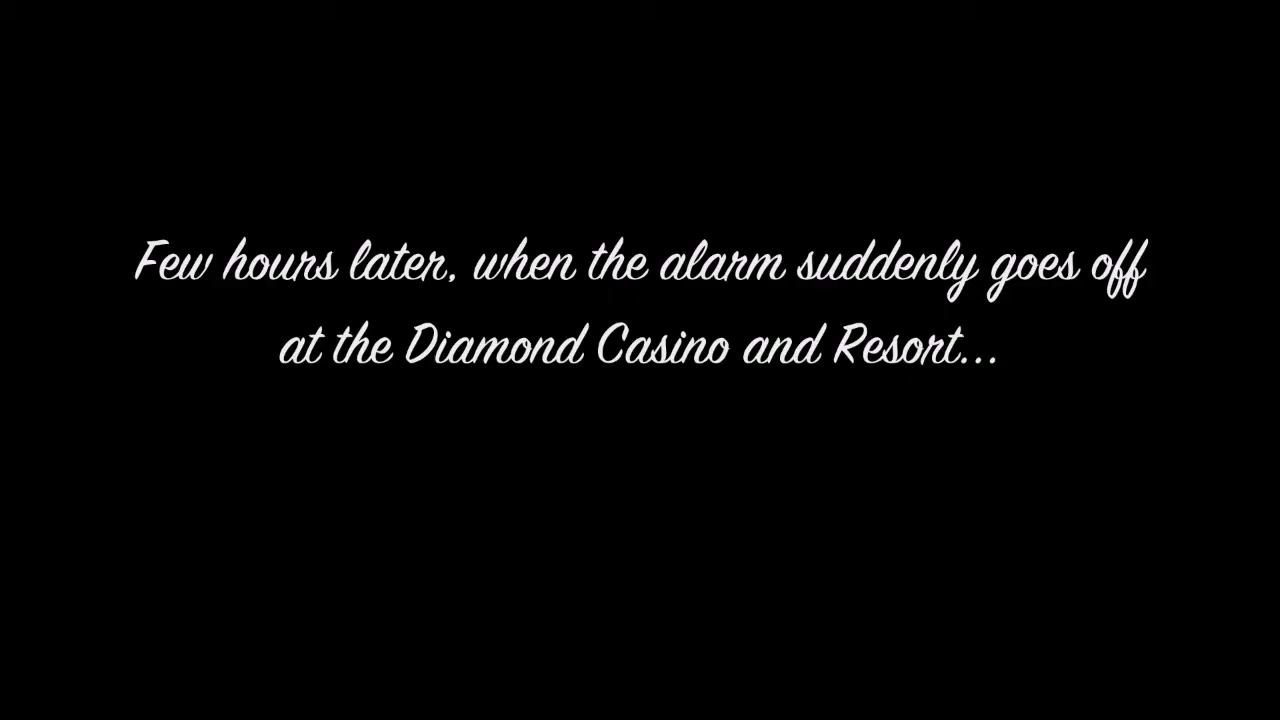 Few hours later, when the alarm suddenly goes off
at the Diamond Casino and Resort...